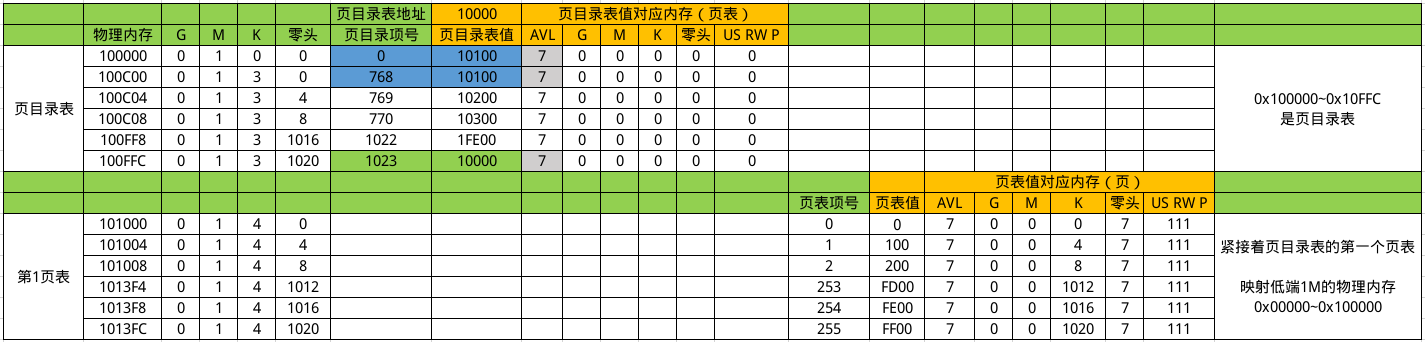 页目录表地址 10000 页目录表值对应内存（页表）
物理内存 G M K 零头 页目录项号 页目录表值 AVL G M K 零头 US RW P
页目录表
100000 0 1 0 0 0 10100 7 0 0 0 0 0
100C00 0 1 3 0 768 10100 7 0 0 0 0 0
100C04 0 1 3 4 769 10200 7 0 0 0 0 0
100C08 0 1 3 8 770 10300 7 0 0 0 0 0
100FF8 0 1 3 1016 1022 1FE00 7 0 0 0 0 0
100FFC 0 1 3 1020 1023 10000 7 0 0 0 0 0
0x100000~0x10FFC
是页目录表
页表值对应内存（页）
页表项号 页表值 AVL G M K 零头 US RW P
第1页表
101000 0 1 4 0 0 0 7 0 0 0 7 111
101004 0 1 4 4 1 100 7 0 0 4 7 111
101008 0 1 4 8 2 200 7 0 0 8 7 111
1013F4 0 1 4 1012 253 FD00 7 0 0 1012 7 111
1013F8 0 1 4 1016 254 FE00 7 0 0 1016 7 111
1013FC 0 1 4 1020 255 FF00 7 0 0 1020 7 111
紧接着页目录表的第一个页表
映射低端1M的物理内存
0x00000~0x100000